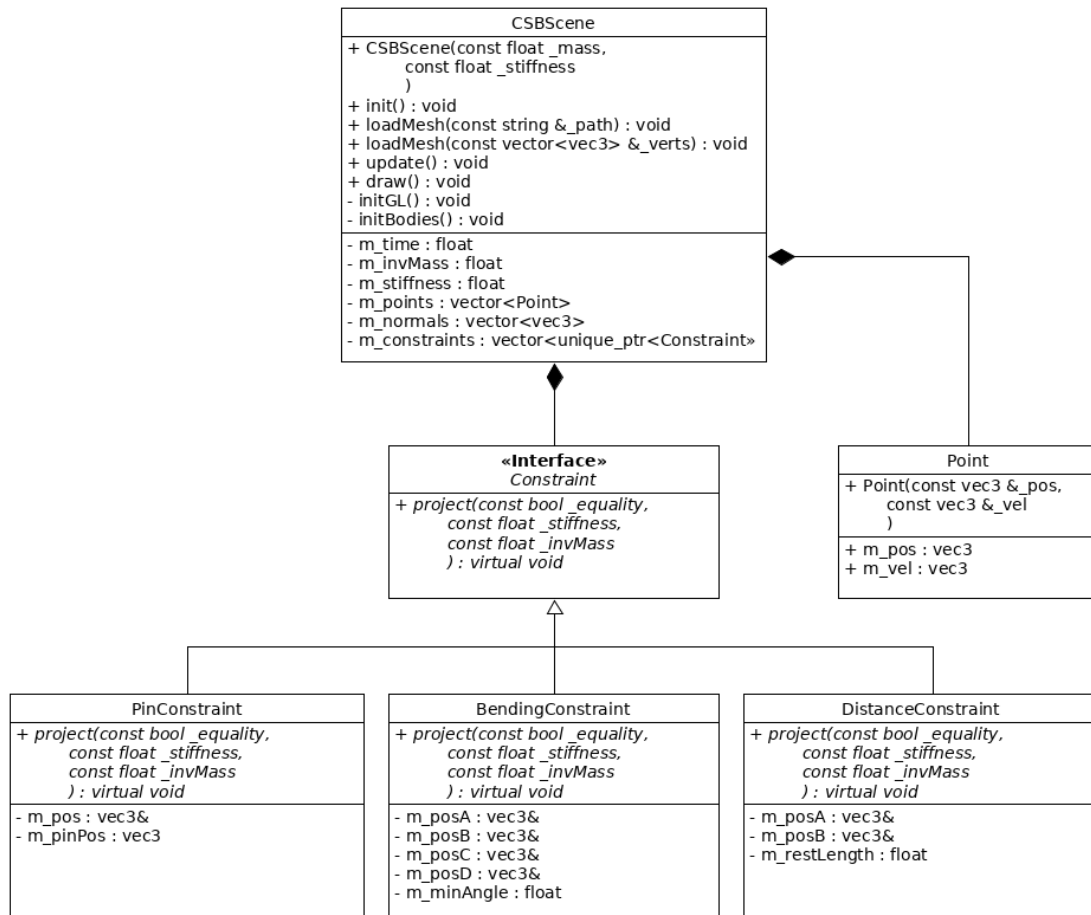 CSBScene
+ CSBScene(const float _mass,
const float _stiffness
)
+ init() : void
+ loadMesh(const string &_path) : void
+ loadMesh(const vector<vec3> &_verts) : void
+ update() : void
+ draw() : void
- initGL() : void
- initBodies() : void
- m_time : float
- m_invMass : float
- m_stiffness : float
- m_points : vector<Point>
- m_normals : vector<vec3>
- m_constraints : vector<unique_ptr<Constraint»
«Interface»
Constraint
+ project(const bool _equality,
const float _stiffness,
const float _invMass
) : virtual void
Point
+ Point(const vec3 &_pos,
const vec3 &_vel
)
+ m_pos : vec3
+ m_vel : vec3
PinConstraint
+ project(const bool _equality,
const float _stiffness,
const float _invMass
) : virtual void
- m_pos : vec3&
- m_pinPos : vec3
BendingConstraint
+ project(const bool _equality,
const float _stiffness,
const float _invMass
) : virtual void
- m_posA : vec3&
- m_posB : vec3&
- m_posC : vec3&
- m_posD : vec3&
- m_minAngle : float
DistanceConstraint
+ project(const bool _equality,
const float _stiffness,
const float _invMass
) : virtual void
- m_posA : vec3&
- m_posB : vec3&
- m_restLength : float